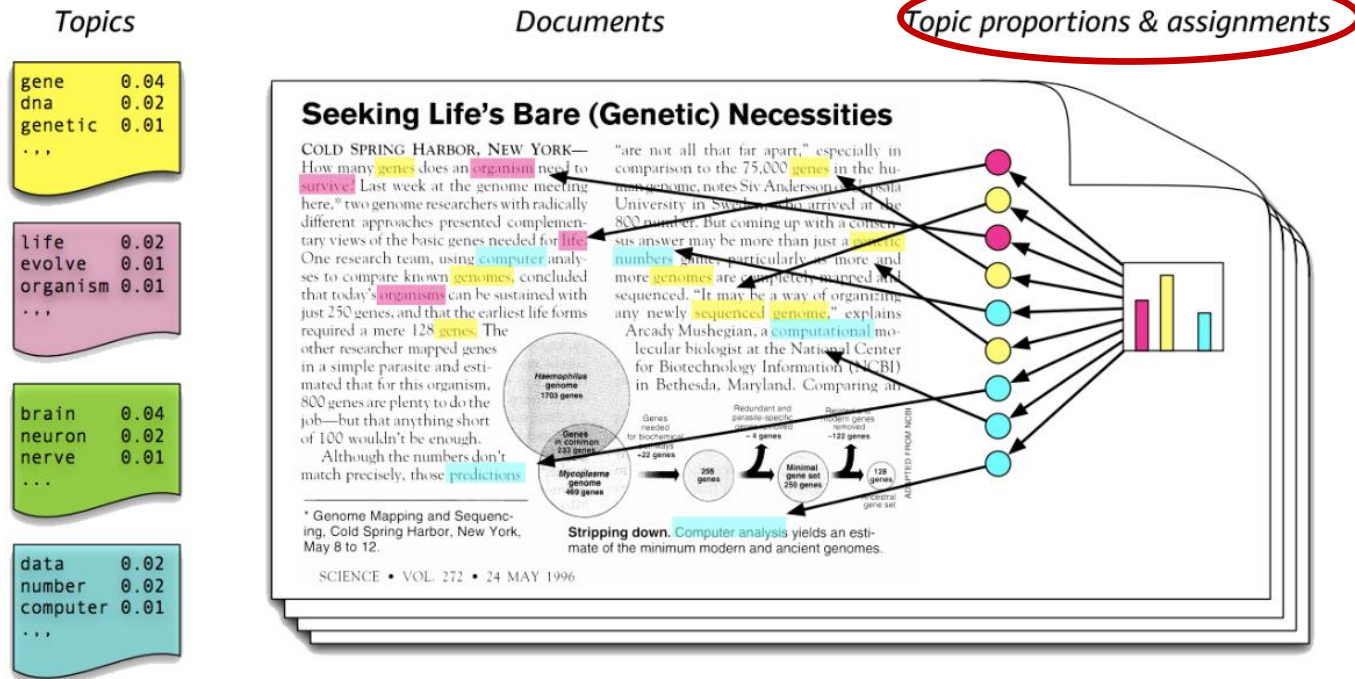 Topics
Documents
Topic proportions & assignments
gene 0.04
dna 0.02
genetic 0.01
.,,
life 0.02
evolve 0.01
organism 0.01
.,,
brain 0.04
neuron 0.02
nerve 0.01
...
data 0.02
number 0.02
computer 0.01
.,,
Seeking Life's Bare (Genetic) Necessities
COLD SPRING HARBOR, NEW YORK—
How many genes does an organism need to
survive? Last week at the genome meeting
here,* two genome researchers with radically
different approaches presented complemen-
tary views of the basic genes needed for life.
One research team, using computer analy-
ses to compare known genomes, concluded
that today's organisms can be sustained with
just 250 genes, and that the earliest life forms
required a mere 128 genes. The
other researcher mapped genes
in a simple parasite and esti-
mated that for this organism,
800 genes are plenty to do the
job—but that anything short
of 100 wouldn't be enough.
Although the numbers don't
match precisely, those predictions
* Genome Mapping and Sequenc-
ing, Cold Spring Harbor, New York,
May 8 to 12.
"are not all that far apart," especially in
comparison to the 75,000 genes in the hu-
man genome, notes Siv Andersson of Uppsala
University in Sweden, who arrived at the
800 number. But coming up with a consen-
sus answer may be more than just a genetic
numbers game, particularly as more and
more genomes are completely mapped and
sequenced. "It may be a way of organizing
any newly sequenced genome," explains
Arcady Mushegian, a computational mo-
lecular biologist at the National Center
for Biotechnology Information (NCBI)
in Bethesda, Maryland. Comparing an
Haemophilus
genome
1703 genes
Genes
in common
233 genes
Mycoplasma
genome
469 genes
Genes
needed
for biochemical
pathways
+22 genes
256
genes
Redundant and
parasite-specific
genes removed
– 4 genes
Minimal
gene set
250 genes
modern genes
removed
–122 genes
128
genes
Ancestral
gene set
ADAPTED FROM NCBI
Stripping down. Computer analysis yields an esti-
mate of the minimum modern and ancient genomes.
SCIENCE • VOL. 272 • 24 MAY 1996